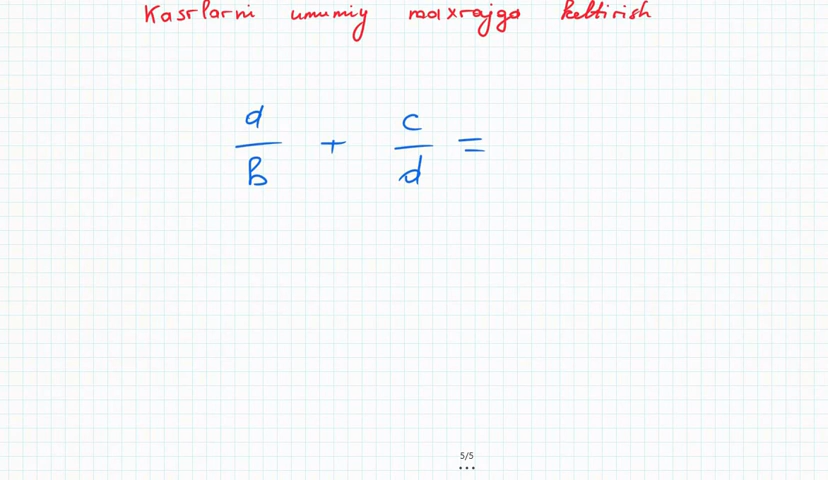 Kasrlarni umumiy maxrajga keltirish
a/b + c/d =
5/5